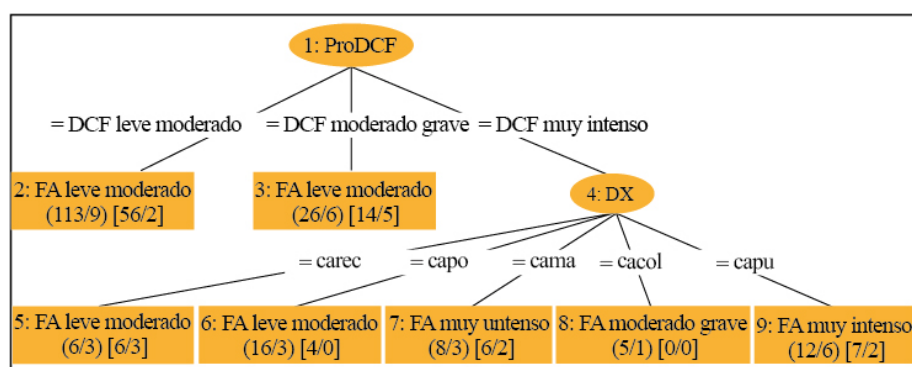 1: ProDCF
= DCF leve moderado
= DCF moderado grave
= DCF muy intenso
2: FA leve moderado
(113/9) [56/2]
3: FA leve moderado
(26/6) [14/5]
4: DX
= carec
= capo
= cama
= cacol
= capu
5: FA leve moderado
(6/3) [6/3]
6: FA leve moderado
(16/3) [4/0]
7: FA muy untenso
(8/3) [6/2]
8: FA moderado grave
(5/1) [0/0]
9: FA muy intenso
(12/6) [7/2]